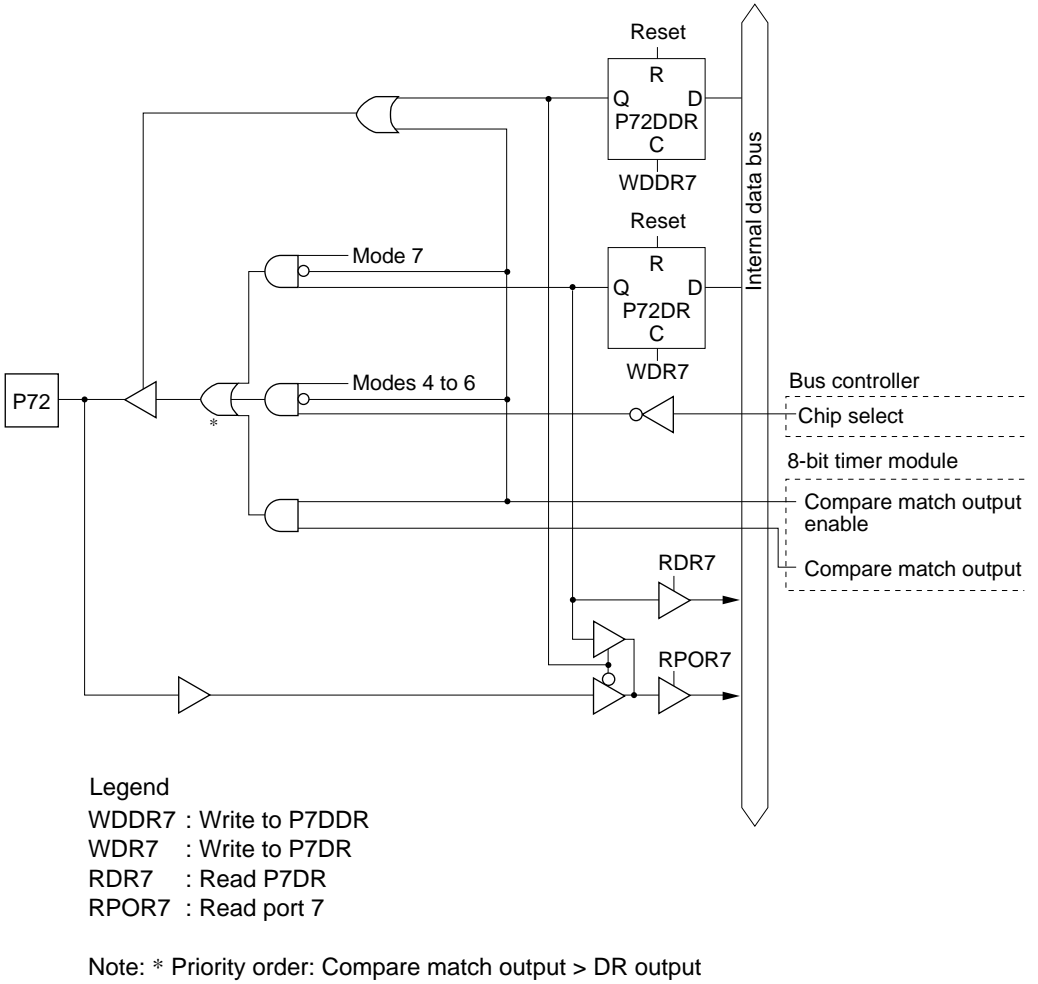 Reset
R
Q D
P72DDR
C
WDDR7
Internal data bus
Reset
Mode 7
R
Q D
P72DR
C
WDR7
Modes 4 to 6
P72
*
Bus controller
Chip select
8-bit timer module
Compare match output
enable
Compare match output
RDR7
RPOR7
Legend
WDDR7 : Write to P7DDR
WDR7 : Write to P7DR
RDR7 : Read P7DR
RPOR7 : Read port 7
Note: * Priority order: Compare match output > DR output